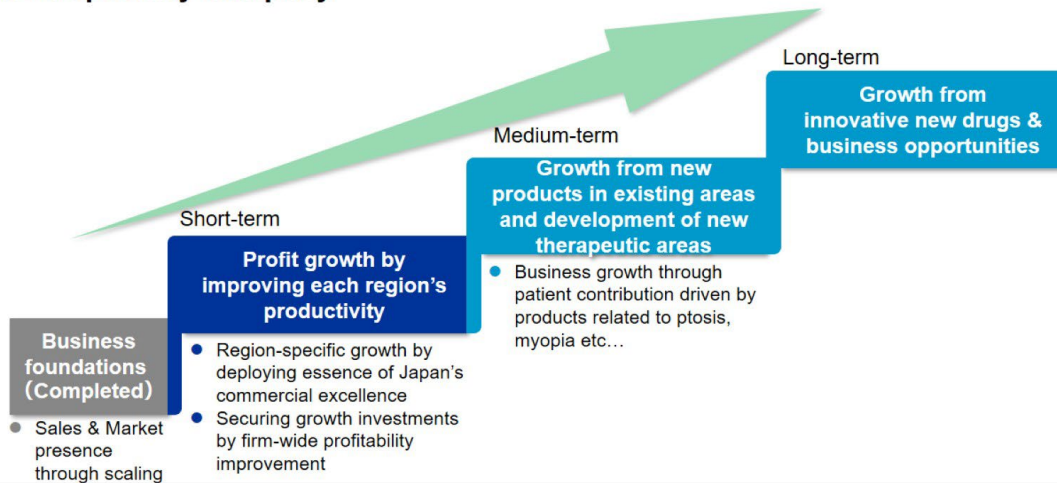 Long-term
Growth from
innovative new drugs &
business opportunities
Medium-term
Growth from new
products in existing areas
and development of new
therapeutic areas
Business growth through
patient contribution driven by
products related to ptosis,
myopia etc…
Short-term
Profit growth by
improving each region's
productivity
Region-specific growth by
deploying essence of Japan's
commercial excellence
Securing growth investments
by firm-wide profitability
improvement
Business
foundations
(Completed)
Sales & Market
presence
through scaling